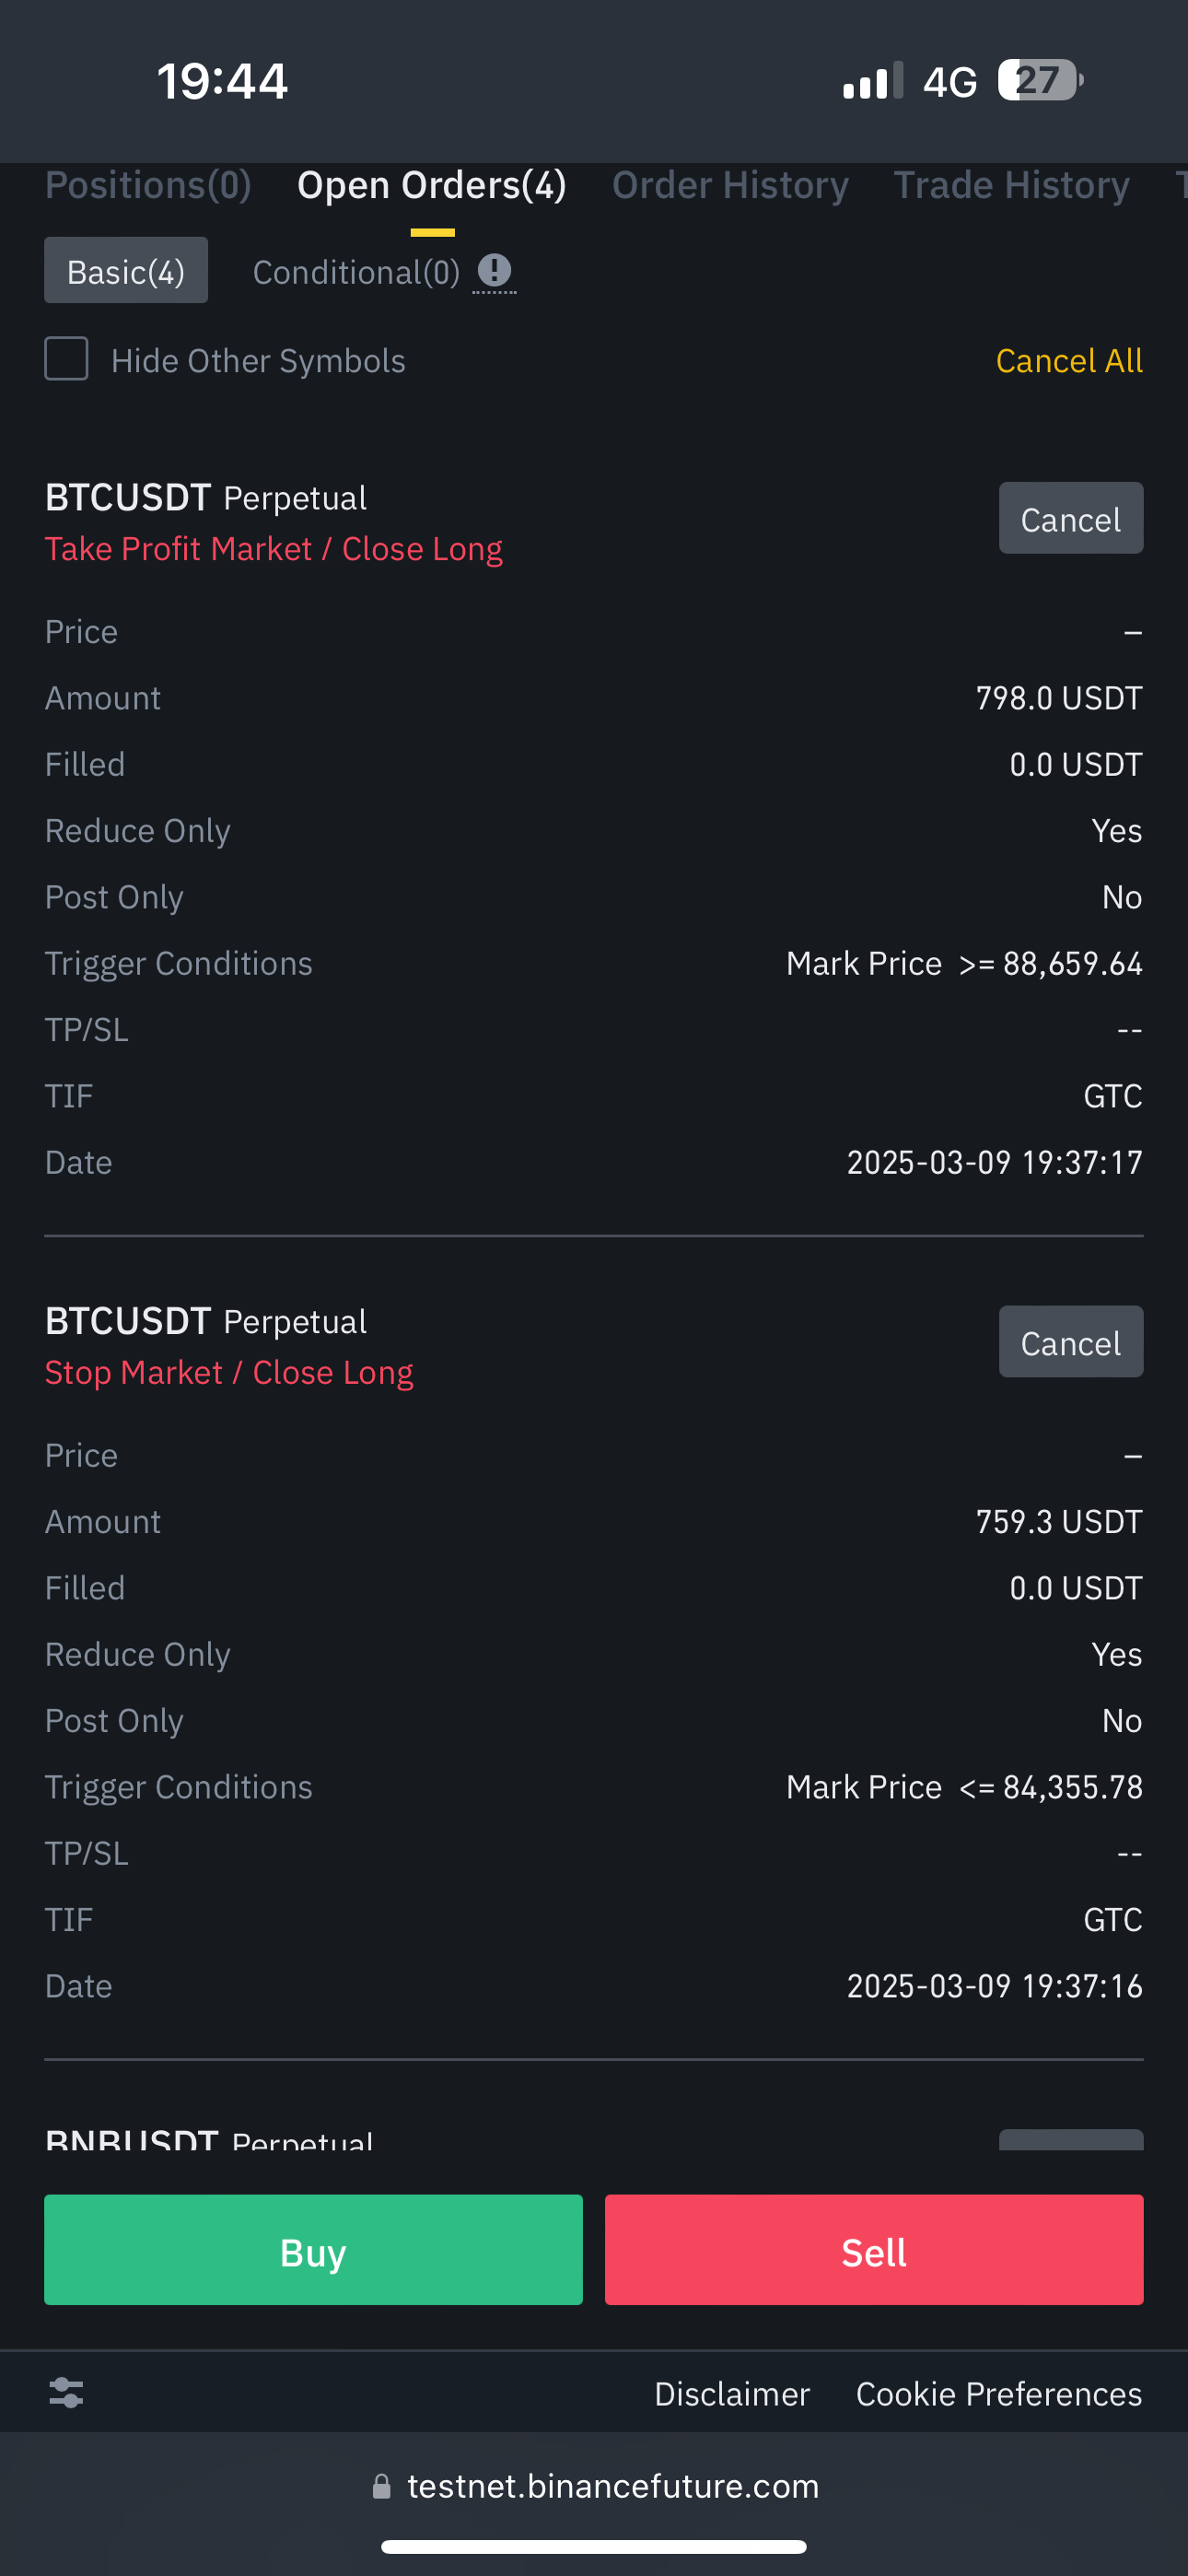 19:44 4G 27
Positions(0) Open Orders(4) Order History Trade History T
Basic(4) Conditional(0)
Hide Other Symbols Cancel All
BTCUSDT Perpetual Cancel
Take Profit Market / Close Long
Price –
Amount 798.0 USDT
Filled 0.0 USDT
Reduce Only Yes
Post Only No
Trigger Conditions Mark Price >= 88,659.64
TP/SL --
TIF GTC
Date 2025-03-09 19:37:17
BTCUSDT Perpetual Cancel
Stop Market / Close Long
Price –
Amount 759.3 USDT
Filled 0.0 USDT
Reduce Only Yes
Post Only No
Trigger Conditions Mark Price <= 84,355.78
TP/SL --
TIF GTC
Date 2025-03-09 19:37:16
BNBUSDT Perpetual
Buy Sell
Disclaimer Cookie Preferences
testnet.binancefuture.com